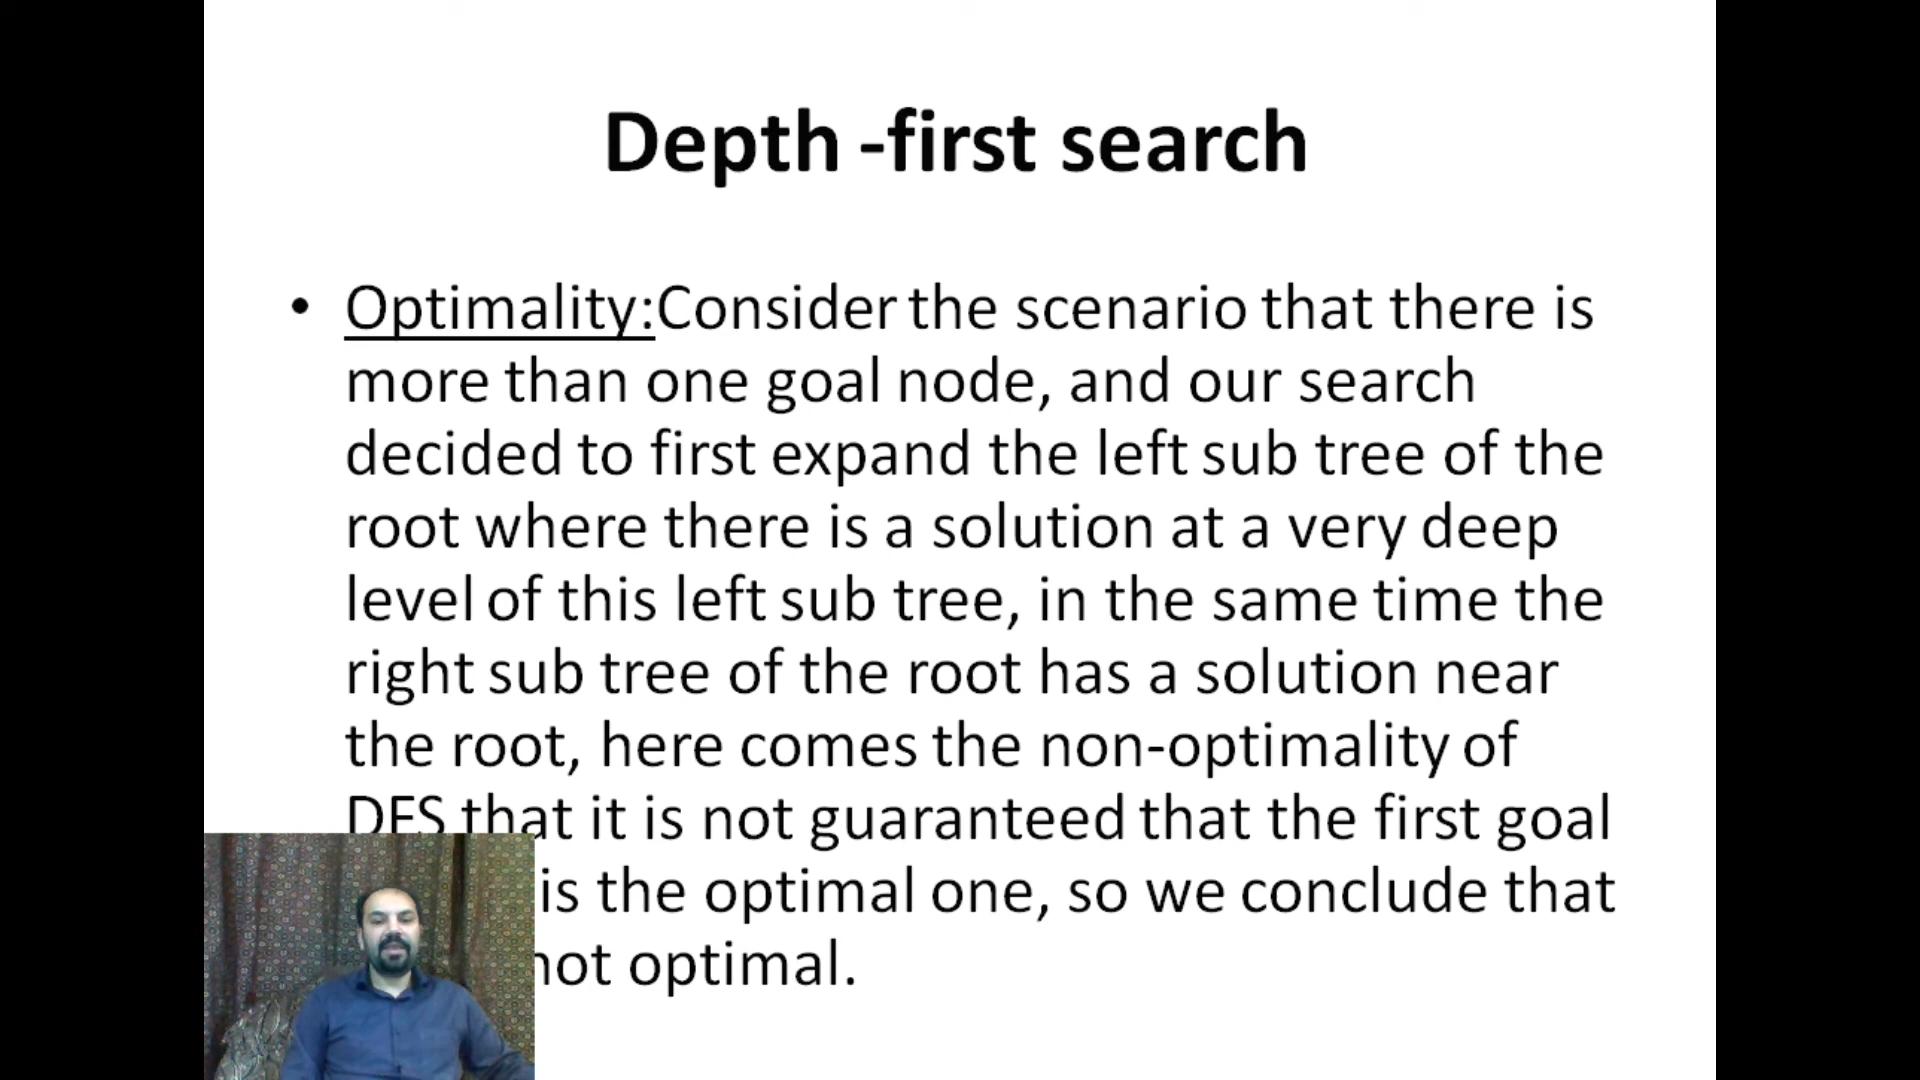 Depth -first search
• Optimality:Consider the scenario that there is
more than one goal node, and our search
decided to first expand the left sub tree of the
root where there is a solution at a very deep
level of this left sub tree, in the same time the
right sub tree of the root has a solution near
the root, here comes the non-optimality of
DFS that it is not guaranteed that the first goal
is the optimal one, so we conclude that
not optimal.